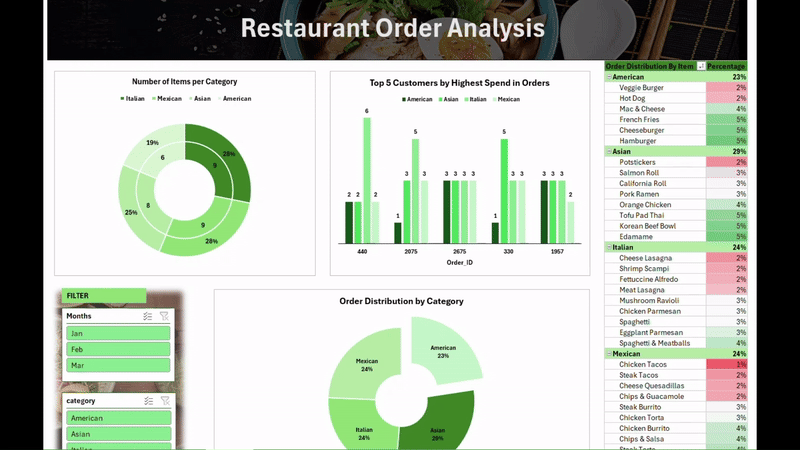 Restaurant Order Analysis
Number of Items per Category
Italian Mexican Asian American
19% 28%
6 9
8
25% 9
28%
Top 5 Customers by Highest Spend in Orders
American Asian Italian Mexican
6
5 5
3 3 3 3 3 3 3 3 3 3 3 3 3
2 2 2 2
1 1
440 2075 2675 330 1957
Order_ID
Order Distribution By Item Percentage
American 23%
Veggie Burger 2%
Hot Dog 2%
Mac & Cheese 4%
French Fries 5%
Cheeseburger 5%
Hamburger 5%
Asian 29%
Potstickers 2%
Salmon Roll 3%
California Roll 3%
Pork Ramen 3%
Orange Chicken 4%
Tofu Pad Thai 5%
Korean Beef Bowl 5%
Edamame 5%
Italian 24%
Cheese Lasagna 2%
Shrimp Scampi 2%
Fettuccine Alfredo 2%
Meat Lasagna 2%
Mushroom Ravioli 3%
Chicken Parmesan 3%
Spaghetti 3%
Eggplant Parmesan 3%
Spaghetti & Meatballs 4%
Mexican 24%
Chicken Tacos 1%
Steak Tacos 2%
Cheese Quesadillas 2%
Chips & Guacamole 2%
Steak Burrito 3%
Chicken Torta 3%
Chicken Burrito 4%
Chips & Salsa 4%
Steak Torta 4%
FILTER
Months
Jan
Feb
Mar
category
American
Asian
Italian
Order Distribution by Category
American
23%
Mexican
24%
Italian
24%
Asian
29%